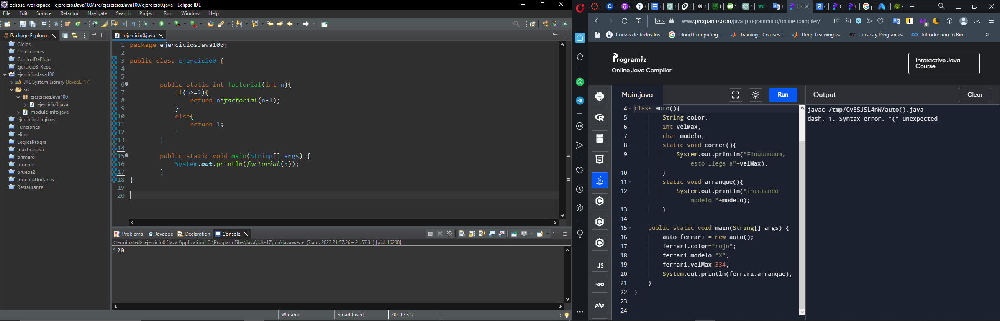 eclipse-workspace - ejerciciosJava100/src/ejerciciosJava100/ejercicio0.java - Eclipse IDE
File Edit Source Refactor Navigate Search Project Run Window Help
Package Explorer
Ciclos
Colecciones
ControlDeFlujo
Ejercicio3_Repo
ejerciciosJava100
JRE System Library [JavaSE-17]
src
ejerciciosJava100
ejercicio0.java
module-info.java
ejerciciosLogicos
Funciones
Hilos
LogicaProgra
practicaJava
primero
prueba1
prueba2
pruebasUnitarias
Restaurante
*ejercicio0.java
1 package ejerciciosJava100;
2
3 public class ejercicio0 {
4
5
6 public static int factorial(int n){
7 if(n>=2){
8 return n*factorial(n-1);
9 }
10 else{
11 return 1;
12 }
13 }
14
15 public static void main(String[] args) {
16 System.out.println(factorial(5));
17 }
18 }
19
20
Problems Javadoc Declaration Console
<terminated> ejercicio0 [Java Application] C:\Program Files\Java\jdk-17\bin\javaw.exe (7 abr. 2023 21:57:26 – 21:57:31) [pid: 16200]
120
Writable Smart Insert 20 : 1 : 317
VPN www.programiz.com/java-programming/online-compiler/
0
Cursos de Todos los... Cloud Computing -... Training - Courses i... Deep Learning vs... Cursos y Programas... Introduction to Bio... »
Programiz
Online Java Compiler
Interactive Java
Course
Main.java
Run
Output
Clear
4 class auto(){
5 String color;
6 int velMax;
7 char modelo;
8 static void correr(){
9 System.out.println("Fiuuuuuuum,
esto llega a"+velMax);
10 }
11 static void arranque(){
12 System.out.println("iniciando
modelo "+modelo);
13 }
14
15 public static void main(String[] args) {
16 auto ferrari = new auto();
17 ferrari.color="rojo";
18 ferrari.modelo="X";
19 ferrari.velMax=334;
20 System.out.println(ferrari.arranque);
21 }
22 }
23
24
javac /tmp/Gv8SJSL4nW/auto().java
dash: 1: Syntax error: "(" unexpected
JS
GO
php